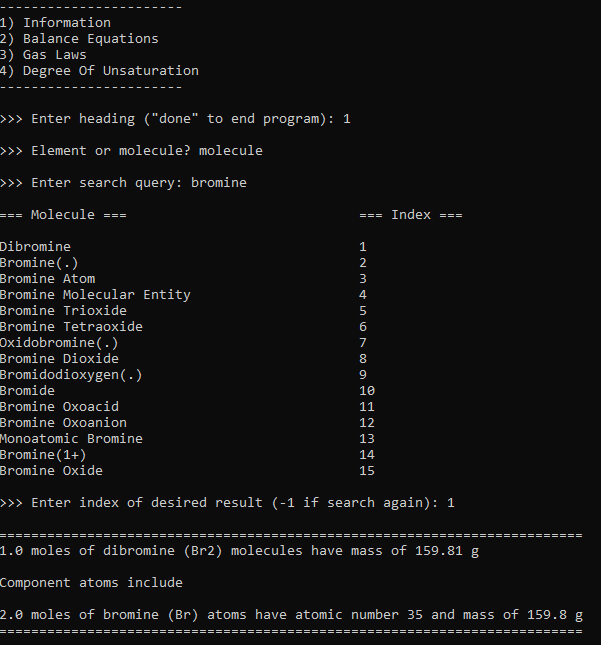 -----------------------
1) Information
2) Balance Equations
3) Gas Laws
4) Degree Of Unsaturation
-----------------------
>>> Enter heading ("done" to end program): 1
>>> Element or molecule? molecule
>>> Enter search query: bromine
=== Molecule === === Index ===
Dibromine 1
Bromine(.) 2
Bromine Atom 3
Bromine Molecular Entity 4
Bromine Trioxide 5
Bromine Tetraoxide 6
Oxidobromine(.) 7
Bromine Dioxide 8
Bromidodioxygen(.) 9
Bromide 10
Bromine Oxoacid 11
Bromine Oxoanion 12
Monoatomic Bromine 13
Bromine(1+) 14
Bromine Oxide 15
>>> Enter index of desired result (-1 if search again): 1
=========================================================================
1.0 moles of dibromine (Br2) molecules have mass of 159.81 g
Component atoms include
2.0 moles of bromine (Br) atoms have atomic number 35 and mass of 159.8 g
=========================================================================